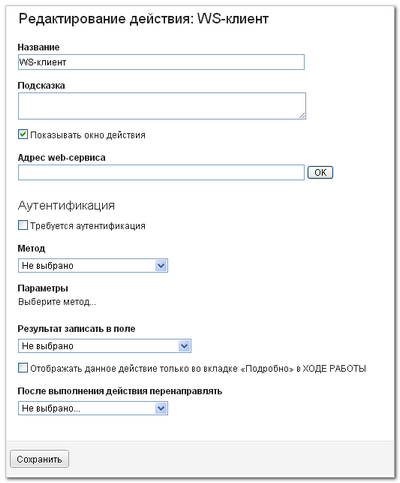 Редактирование действия: WS-клиент
Название
WS-клиент
Подсказка
Показывать окно действия
Адрес web-сервиса
OK
Аутентификация
Требуется аутентификация
Метод
Не выбрано
Параметры
Выберите метод...
Результат записать в поле
Не выбрано
Отображать данное действие только во вкладке «Подробно» в ХОДЕ РАБОТЫ
После выполнения действия перенаправлять
Не выбрано...
Сохранить